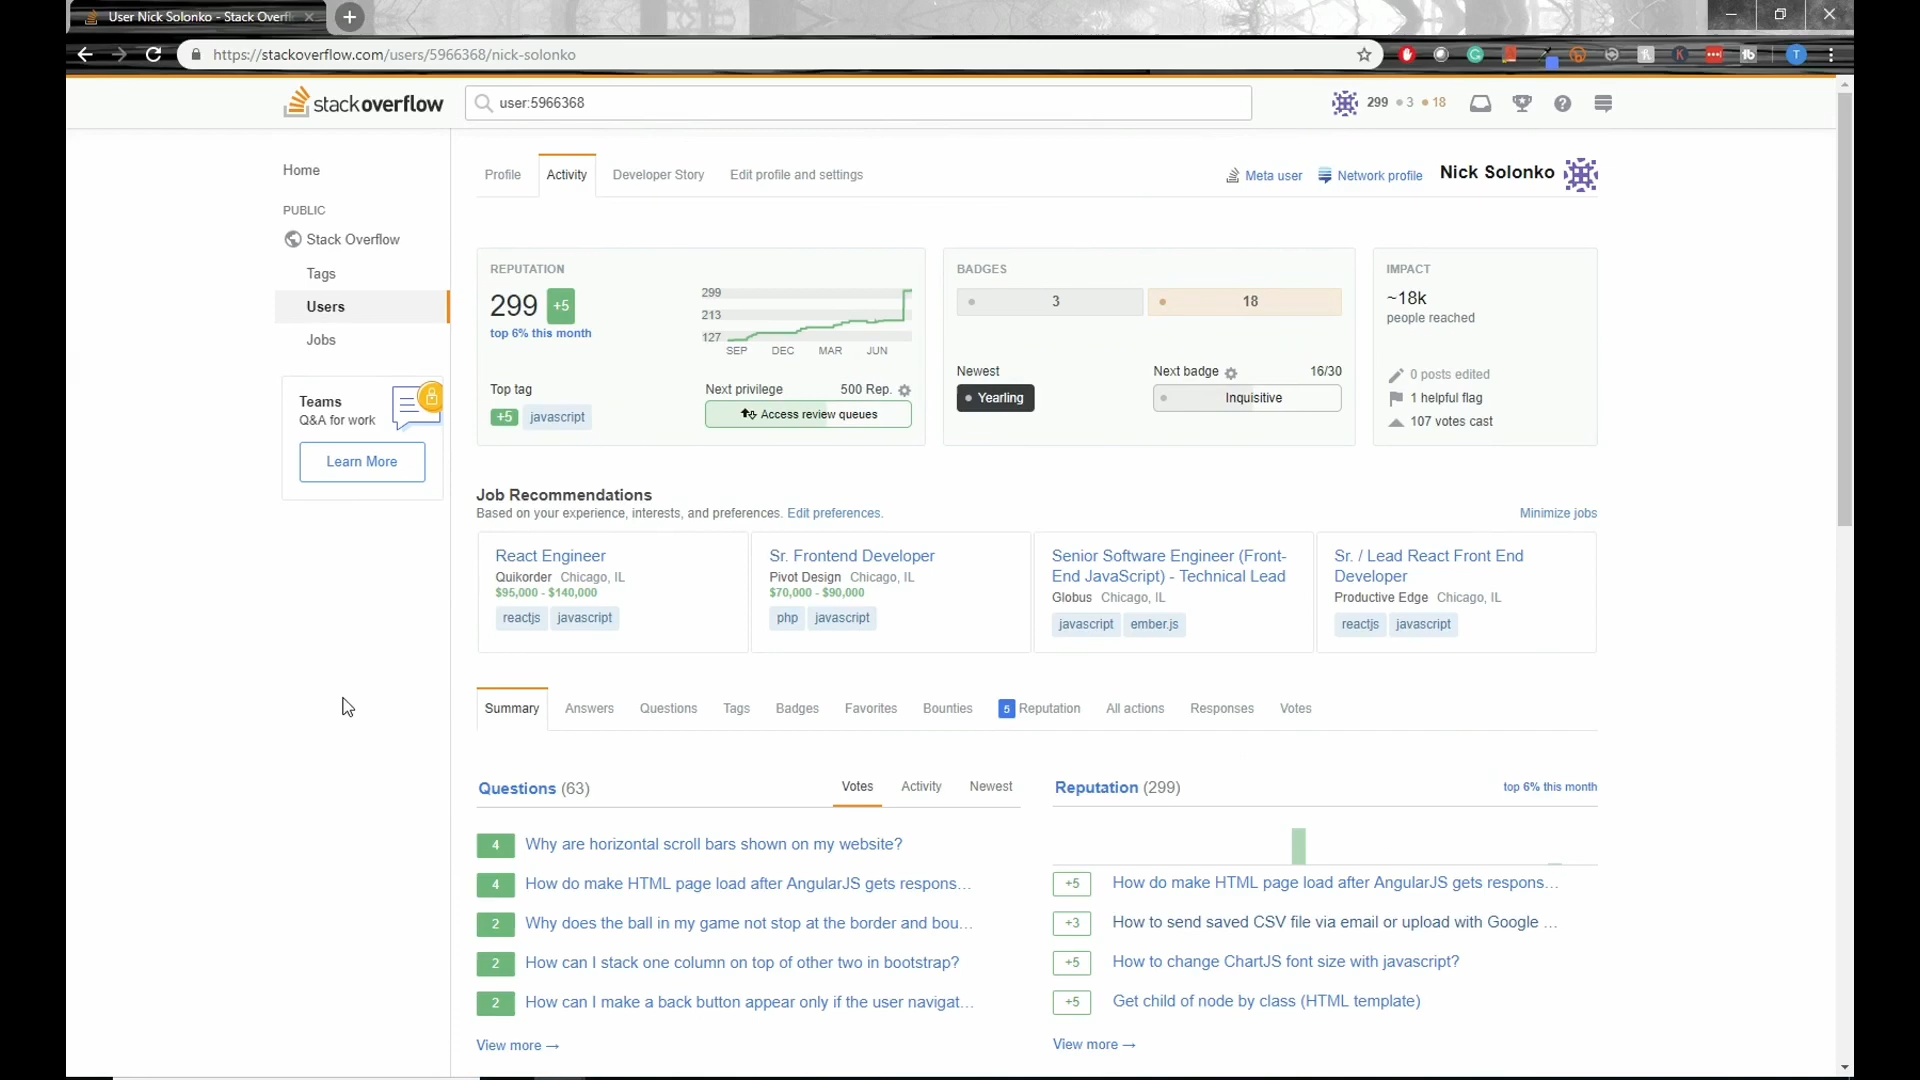 User Nick Solonko - Stack Overfl
https://stackoverflow.com/users/5966368/nick-solonko
stackoverflow
user:5966368
299 3 18
Home
PUBLIC
Stack Overflow
Tags
Users
Jobs
Teams
Q&A for work
Learn More
Profile Activity Developer Story Edit profile and settings
Meta user Network profile Nick Solonko
REPUTATION
299 +5
top 6% this month
299
213
127
SEP DEC MAR JUN
Top tag
+5 javascript
Next privilege 500 Rep.
Access review queues
BADGES
3 18
Newest
Yearling
Next badge 16/30
Inquisitive
IMPACT
~18k
people reached
0 posts edited
1 helpful flag
107 votes cast
Job Recommendations
Based on your experience, interests, and preferences. Edit preferences.
Minimize jobs
React Engineer
Quikorder Chicago, IL
$95,000 - $140,000
reactjs javascript
Sr. Frontend Developer
Pivot Design Chicago, IL
$70,000 - $90,000
php javascript
Senior Software Engineer (Front-
End JavaScript) - Technical Lead
Globus Chicago, IL
javascript ember.js
Sr. / Lead React Front End
Developer
Productive Edge Chicago, IL
reactjs javascript
Summary Answers Questions Tags Badges Favorites Bounties 5 Reputation All actions Responses Votes
Questions (63)
Votes Activity Newest
4 Why are horizontal scroll bars shown on my website?
4 How do make HTML page load after AngularJS gets respons...
2 Why does the ball in my game not stop at the border and bou...
2 How can I stack one column on top of other two in bootstrap?
2 How can I make a back button appear only if the user navigat...
View more →
Reputation (299)
top 6% this month
+5 How do make HTML page load after AngularJS gets respons...
+3 How to send saved CSV file via email or upload with Google ...
+5 How to change ChartJS font size with javascript?
+5 Get child of node by class (HTML template)
View more →